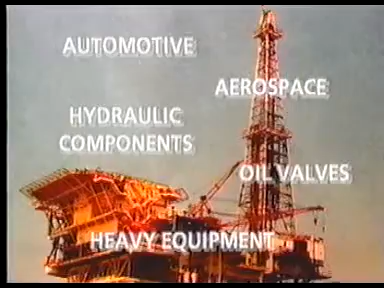 AUTOMOTIVE
AEROSPACE
HYDRAULIC
COMPONENTS
OIL VALVES
HEAVY EQUIPMENT